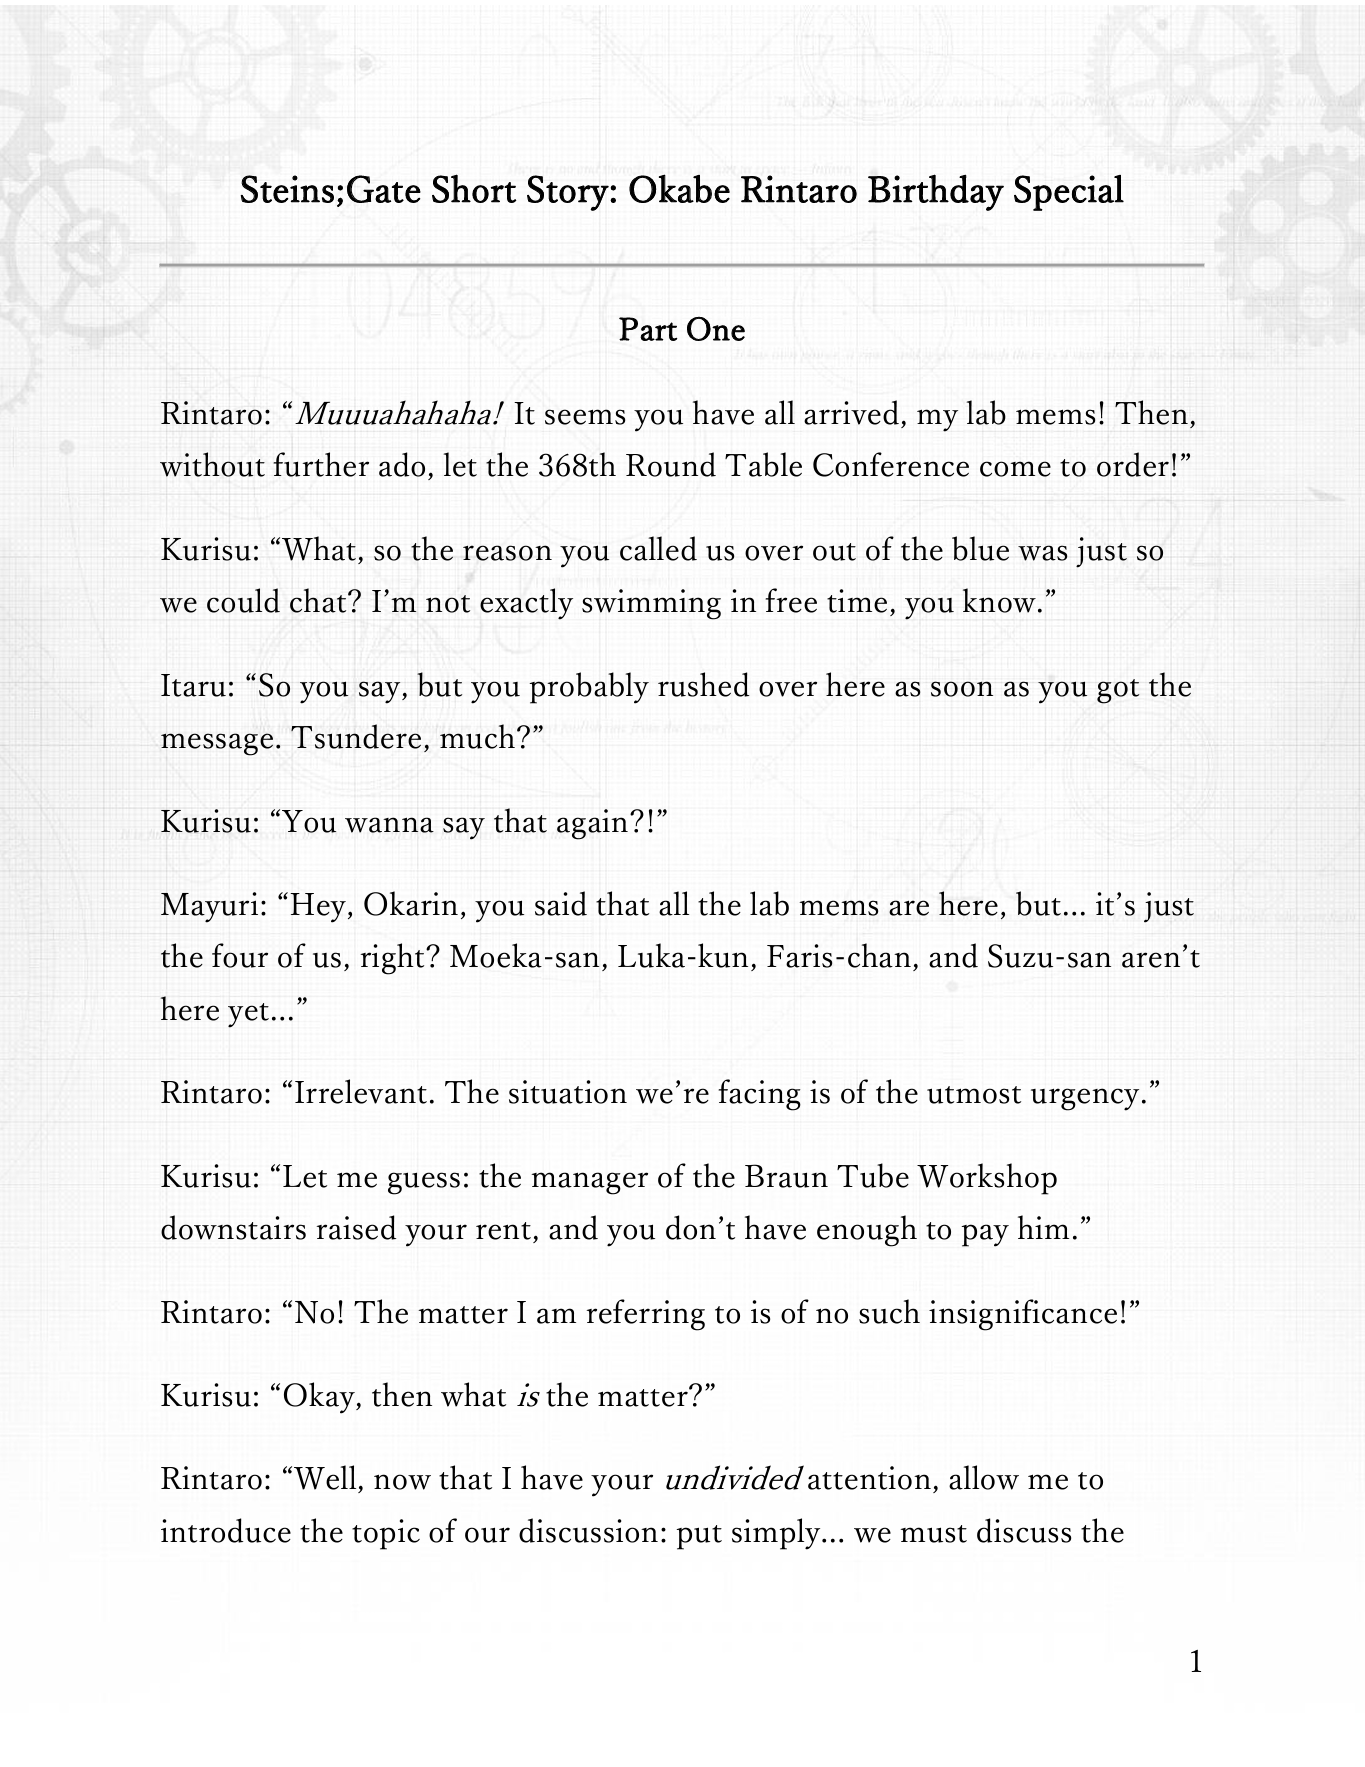 Steins;Gate Short Story: Okabe Rintaro Birthday Special
Part One
Rintaro: “Muuuahahaha! It seems you have all arrived, my lab mems! Then,
without further ado, let the 368th Round Table Conference come to order!”
Kurisu: “What, so the reason you called us over out of the blue was just so
we could chat? I’m not exactly swimming in free time, you know.”
Itaru: “So you say, but you probably rushed over here as soon as you got the
message. Tsundere, much?”
Kurisu: “You wanna say that again?!”
Mayuri: “Hey, Okarin, you said that all the lab mems are here, but... it’s just
the four of us, right? Moeka-san, Luka-kun, Faris-chan, and Suzu-san aren’t
here yet...”
Rintaro: “Irrelevant. The situation we’re facing is of the utmost urgency.”
Kurisu: “Let me guess: the manager of the Braun Tube Workshop
downstairs raised your rent, and you don’t have enough to pay him.”
Rintaro: “No! The matter I am referring to is of no such insignificance!”
Kurisu: “Okay, then what is the matter?”
Rintaro: “Well, now that I have your undivided attention, allow me to
introduce the topic of our discussion: put simply... we must discuss the
1